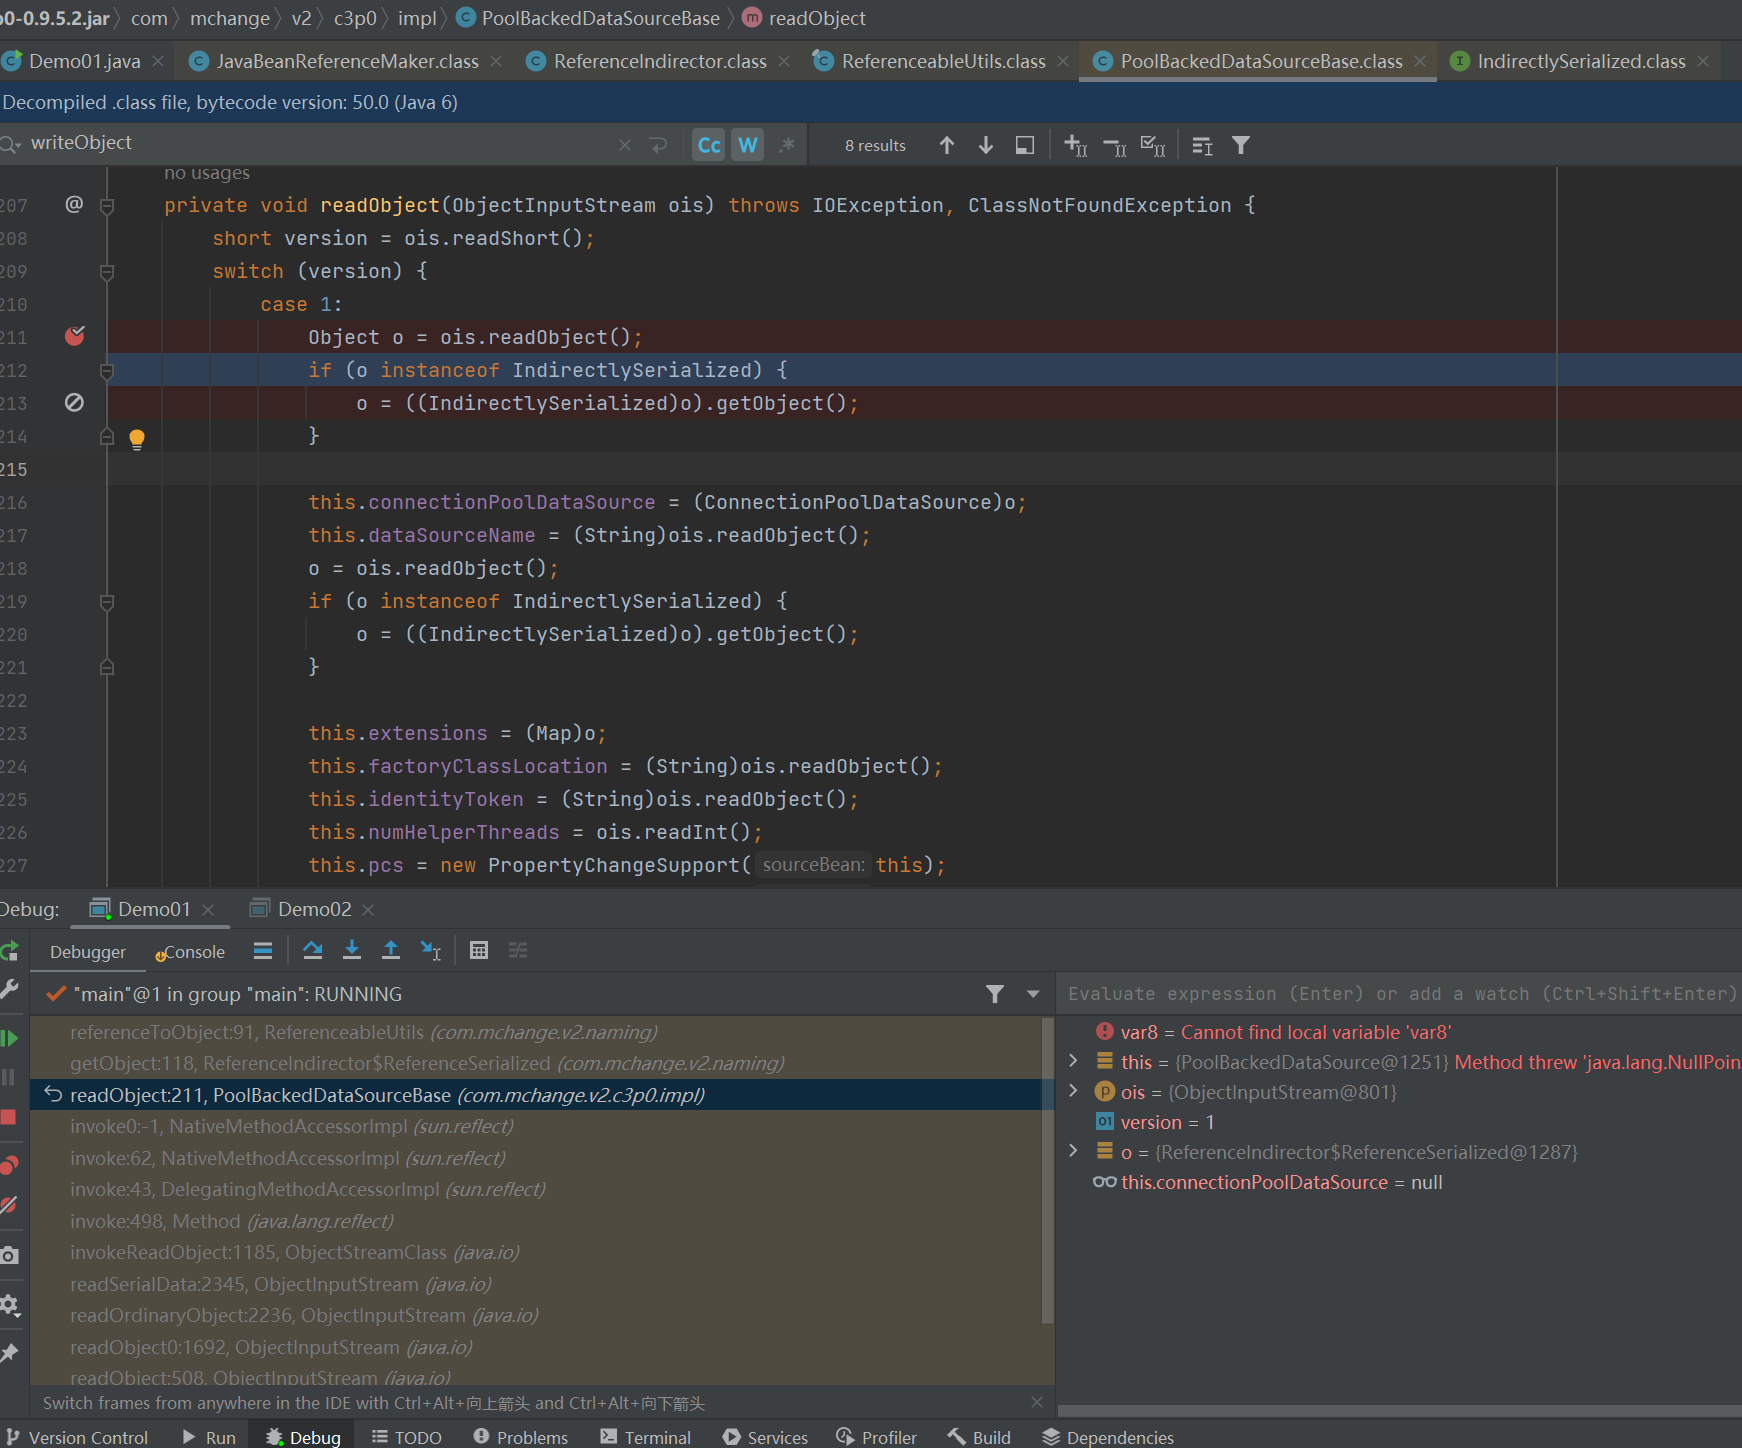 0-0.9.5.2.jar com mchange v2 c3p0 impl PoolBackedDataSourceBase readObject
Demo01.java JavaBeanReferenceMaker.class ReferenceIndirector.class ReferenceableUtils.class PoolBackedDataSourceBase.class IndirectlySerialized.class
Decompiled .class file, bytecode version: 50.0 (Java 6)
writeObject Cc W .* 8 results
no usages
207 @ private void readObject(ObjectInputStream ois) throws IOException, ClassNotFoundException {
208 short version = ois.readShort();
209 switch (version) {
210 case 1:
211 Object o = ois.readObject();
212 if (o instanceof IndirectlySerialized) {
213 o = ((IndirectlySerialized)o).getObject();
214 }
215
216 this.connectionPoolDataSource = (ConnectionPoolDataSource)o;
217 this.dataSourceName = (String)ois.readObject();
218 o = ois.readObject();
219 if (o instanceof IndirectlySerialized) {
220 o = ((IndirectlySerialized)o).getObject();
221 }
222
223 this.extensions = (Map)o;
224 this.factoryClassLocation = (String)ois.readObject();
225 this.identityToken = (String)ois.readObject();
226 this.numHelperThreads = ois.readInt();
227 this.pcs = new PropertyChangeSupport( sourceBean: this);
Debug: Demo01 Demo02
Debugger Console
"main"@1 in group "main": RUNNING
referenceToObject:91, ReferenceableUtils (com.mchange.v2.naming)
getObject:118, ReferenceIndirector$ReferenceSerialized (com.mchange.v2.naming)
readObject:211, PoolBackedDataSourceBase (com.mchange.v2.c3p0.impl)
invoke0:-1, NativeMethodAccessorImpl (sun.reflect)
invoke:62, NativeMethodAccessorImpl (sun.reflect)
invoke:43, DelegatingMethodAccessorImpl (sun.reflect)
invoke:498, Method (java.lang.reflect)
invokeReadObject:1185, ObjectStreamClass (java.io)
readSerialData:2345, ObjectInputStream (java.io)
readOrdinaryObject:2236, ObjectInputStream (java.io)
readObject0:1692, ObjectInputStream (java.io)
readObject:508, ObjectInputStream (java.io)
Switch frames from anywhere in the IDE with Ctrl+Alt+向上箭头 and Ctrl+Alt+向下箭头
Evaluate expression (Enter) or add a watch (Ctrl+Shift+Enter)
var8 = Cannot find local variable 'var8'
this = {PoolBackedDataSource@1251} Method threw 'java.lang.NullPoin
p ois = {ObjectInputStream@801}
01 version = 1
o = {ReferenceIndirector$ReferenceSerialized@1287}
this.connectionPoolDataSource = null
Version Control Run Debug TODO Problems Terminal Services Profiler Build Dependencies